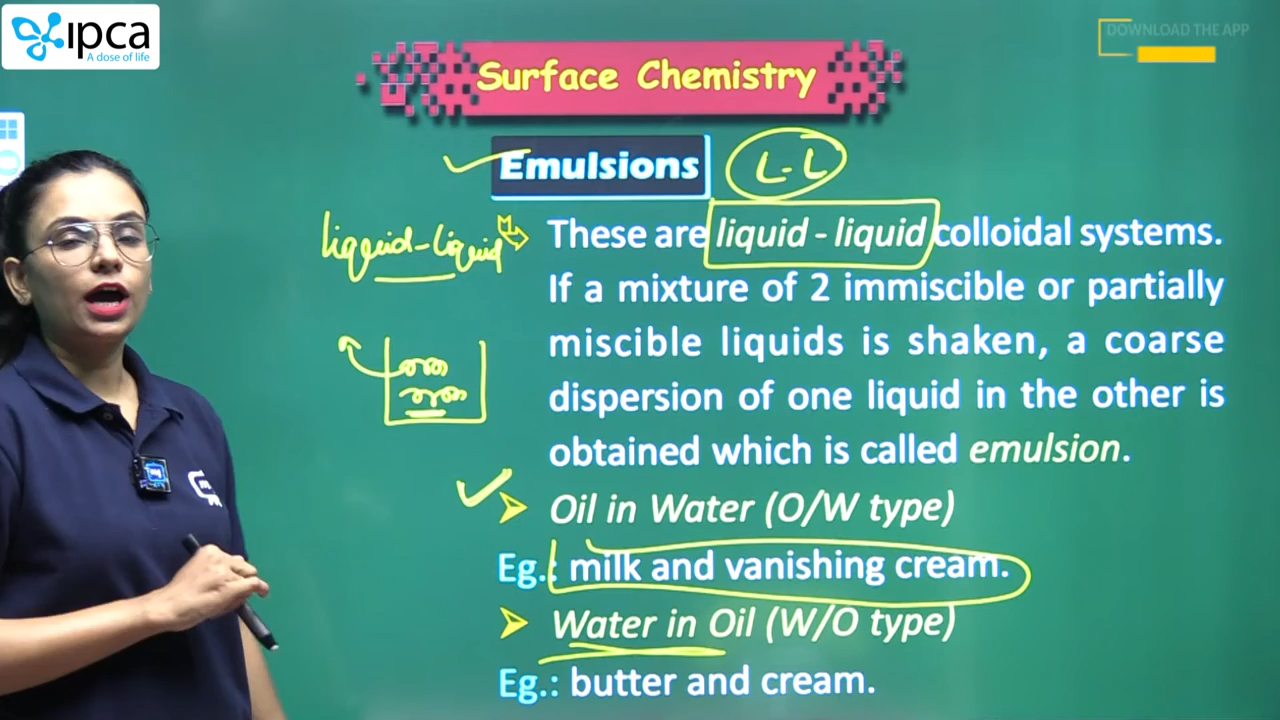 ipca
A dose of life
DOWNLOAD THE APP
Surface Chemistry
Emulsions
L-L
liquid-liquid
These are liquid - liquid colloidal systems.
If a mixture of 2 immiscible or partially
miscible liquids is shaken, a coarse
dispersion of one liquid in the other is
obtained which is called emulsion.
Oil in Water (O/W type)
Eg.: milk and vanishing cream.
Water in Oil (W/O type)
Eg.: butter and cream.